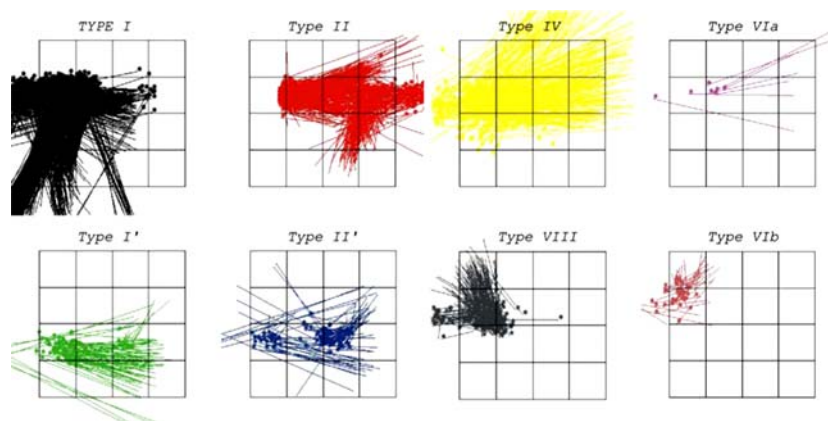 TYPE I
Type II
Type IV
Type VIa
Type I'
Type II'
Type VIII
Type VIb